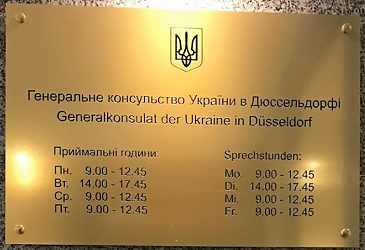 Генеральне консульство України в Дюссельдорфі
Generalkonsulat der Ukraine in Düsseldorf
Приймальні години:
Пн. 9.00 - 12.45
Вт. 14.00 - 17.45
Ср. 9.00 - 12.45
Пт. 9.00 - 12.45
Sprechstunden:
Mo. 9.00 - 12.45
Di. 14.00 - 17.45
Mi. 9.00 - 12.45
Fr. 9.00 - 12.45